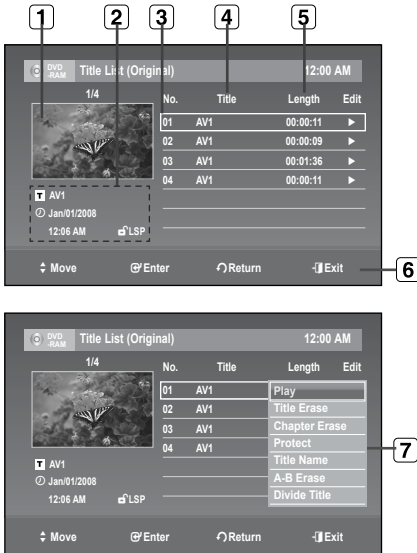 1 2 3 4 5
DVD -RAM Title List (Original) 12:00 AM
1/4 No. Title Length Edit
01 AV1 00:00:11 ►
02 AV1 00:00:09 ►
03 AV1 00:01:36 ►
04 AV1 00:00:11 ►
T AV1
Jan/01/2008
12:06 AM LSP
Move Enter Return Exit 6
DVD -RAM Title List (Original) 12:00 AM
1/4 No. Title Length Edit
01 AV1 Play
02 AV1 Title Erase
03 AV1 Chapter Erase
04 AV1 Protect
Title Name
A-B Erase
Divide Title
7
T AV1
Jan/01/2008
12:06 AM LSP
Move Enter Return Exit